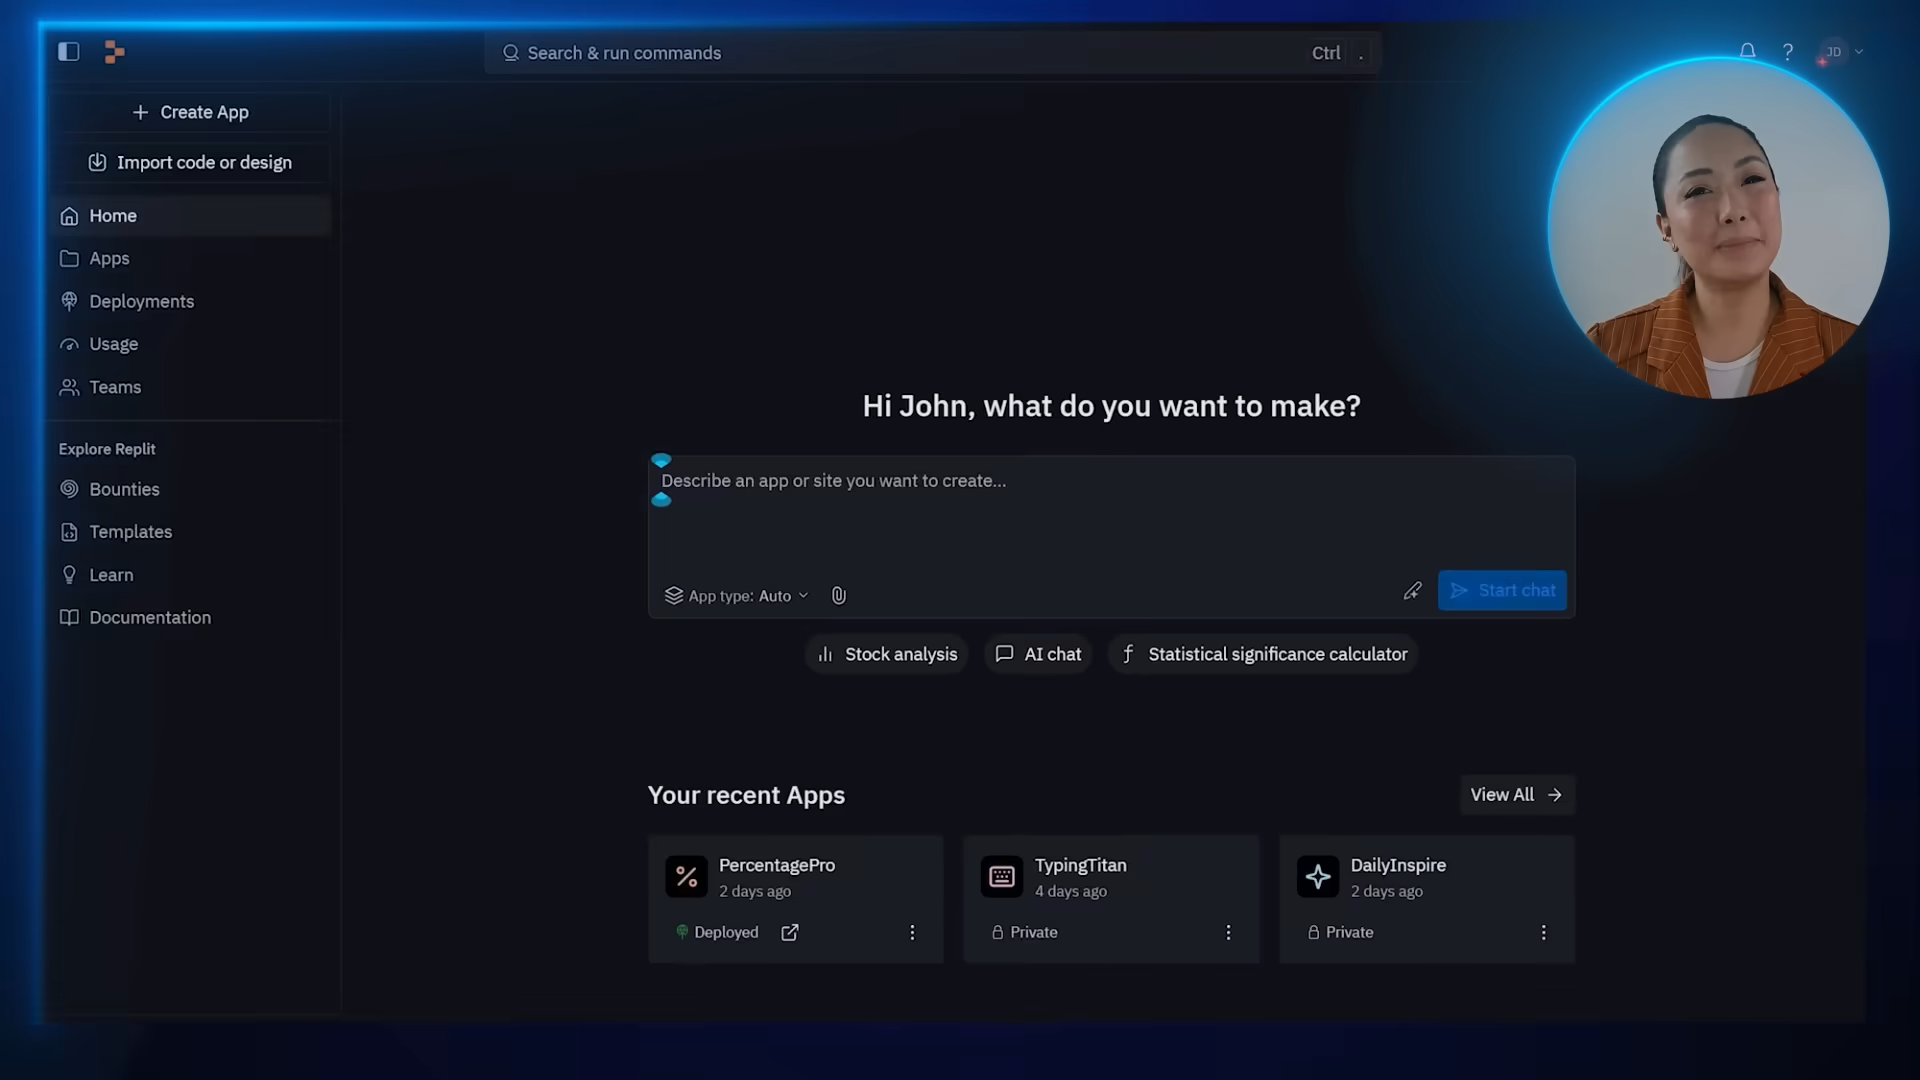 Search & run commands
Ctrl .
? JD
+ Create App
Import code or design
Home
Apps
Deployments
Usage
Teams
Explore Replit
Bounties
Templates
Learn
Documentation
Hi John, what do you want to make?
Describe an app or site you want to create...
App type: Auto
Start chat
Stock analysis
AI chat
Statistical significance calculator
Your recent Apps
View All →
PercentagePro
2 days ago
Deployed
TypingTitan
4 days ago
Private
DailyInspire
2 days ago
Private